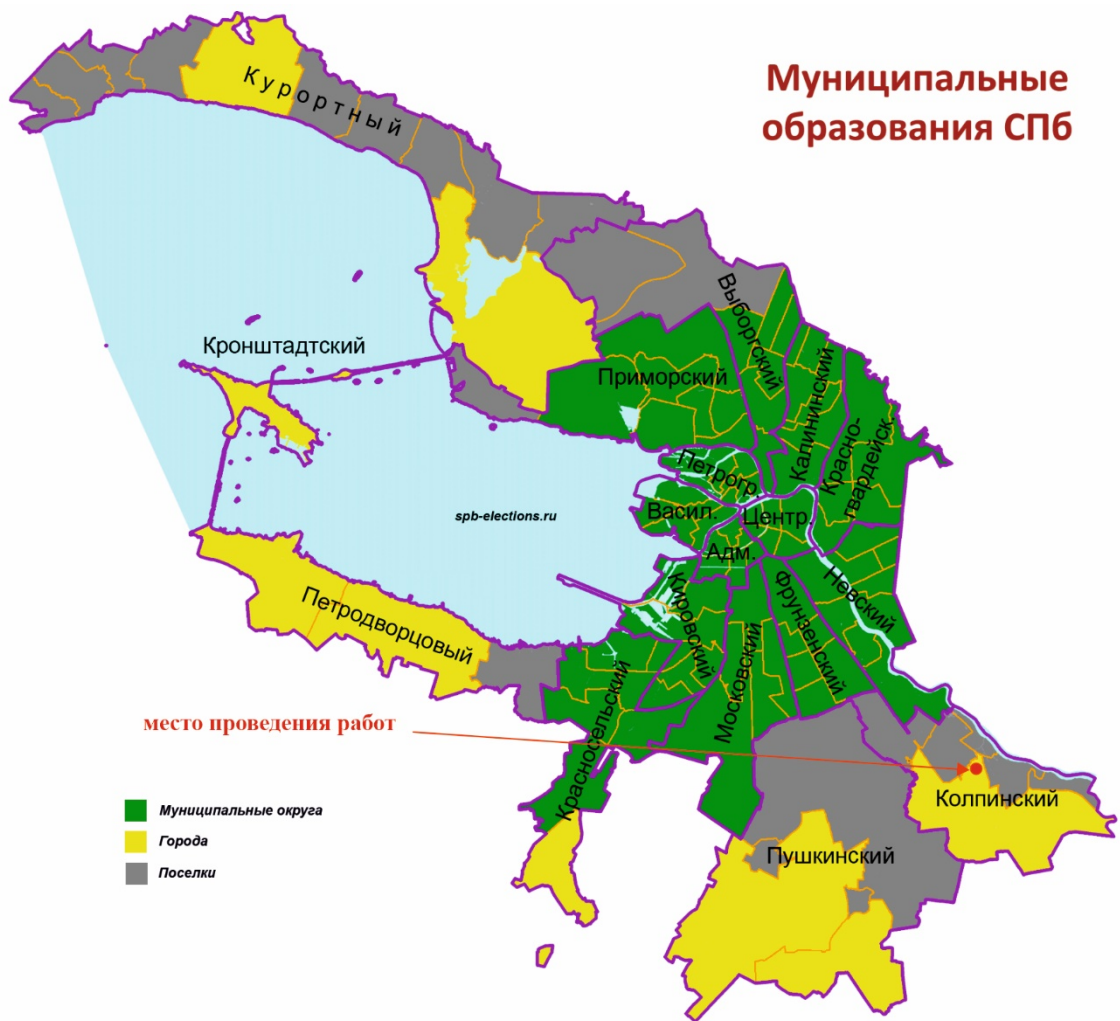 Муниципальные
образования СПб
Курортный
Кронштадтский
Выборгский
Приморский
Калининский
Красно-
гвардейск.
Петрогр.
Васил.
Центр.
spb-elections.ru
Адм.
Невский
Петродворцовый
Кировский
Фрунзенский
Московский
Красносельский
место проведения работ
Колпинский
Пушкинский
Муниципальные округа
Города
Поселки